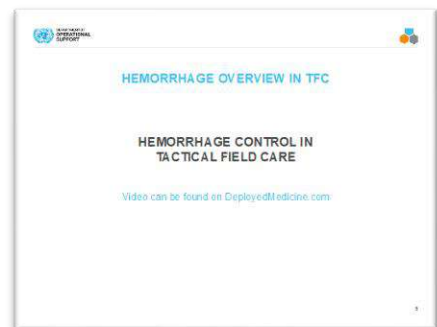 DEPARTMENT OF
OPERATIONAL
SUPPORT
HEMORRHAGE OVERVIEW IN TFC
HEMORRHAGE CONTROL IN
TACTICAL FIELD CARE
Video can be found on DeployedMedicine.com